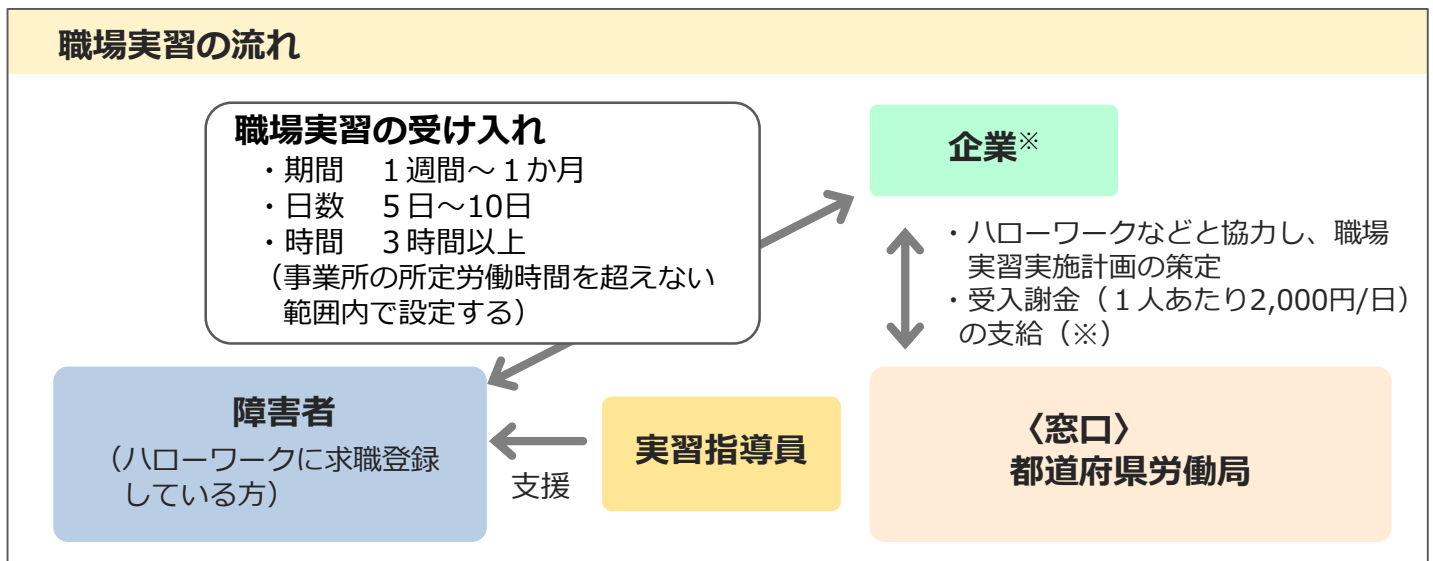 職場実習の流れ
職場実習の受け入れ
・期間　１週間～１か月
・日数　５日～10日
・時間　３時間以上
（事業所の所定労働時間を超えない
範囲内で設定する）
企業※
・ハローワークなどと協力し、職場
実習実施計画の策定
・受入謝金（１人あたり2,000円/日）
の支給（※）
障害者
（ハローワークに求職登録
している方）
支援
実習指導員
〈窓口〉
都道府県労働局